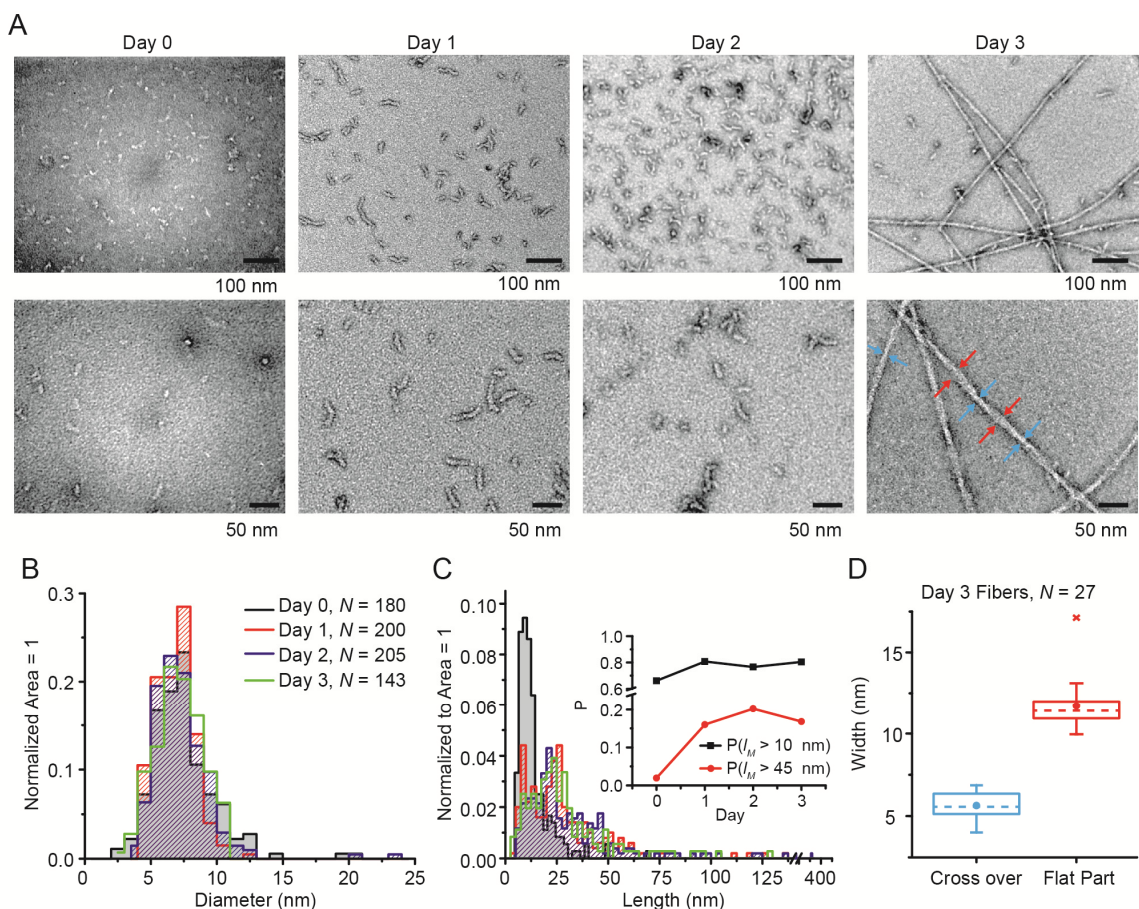 A
Day 0
Day 1
Day 2
Day 3
100 nm
100 nm
100 nm
100 nm
50 nm
50 nm
50 nm
50 nm
B
Normalized Area = 1
0.3
0.2
0.1
0.0
0
5
10
15
20
25
Diameter (nm)
Day 0, N = 180
Day 1, N = 200
Day 2, N = 205
Day 3, N = 143
C
Normalized to Area = 1
0.10
0.08
0.06
0.04
0.02
0.00
0
25
50
75
100
125
400
Length (nm)
P
1.0
0.8
0.6
0.2
0.1
0.0
0
1
2
3
Day
P(l_M > 10 nm)
P(l_M > 45 nm)
D
Day 3 Fibers, N = 27
Width (nm)
15
10
5
Cross over
Flat Part